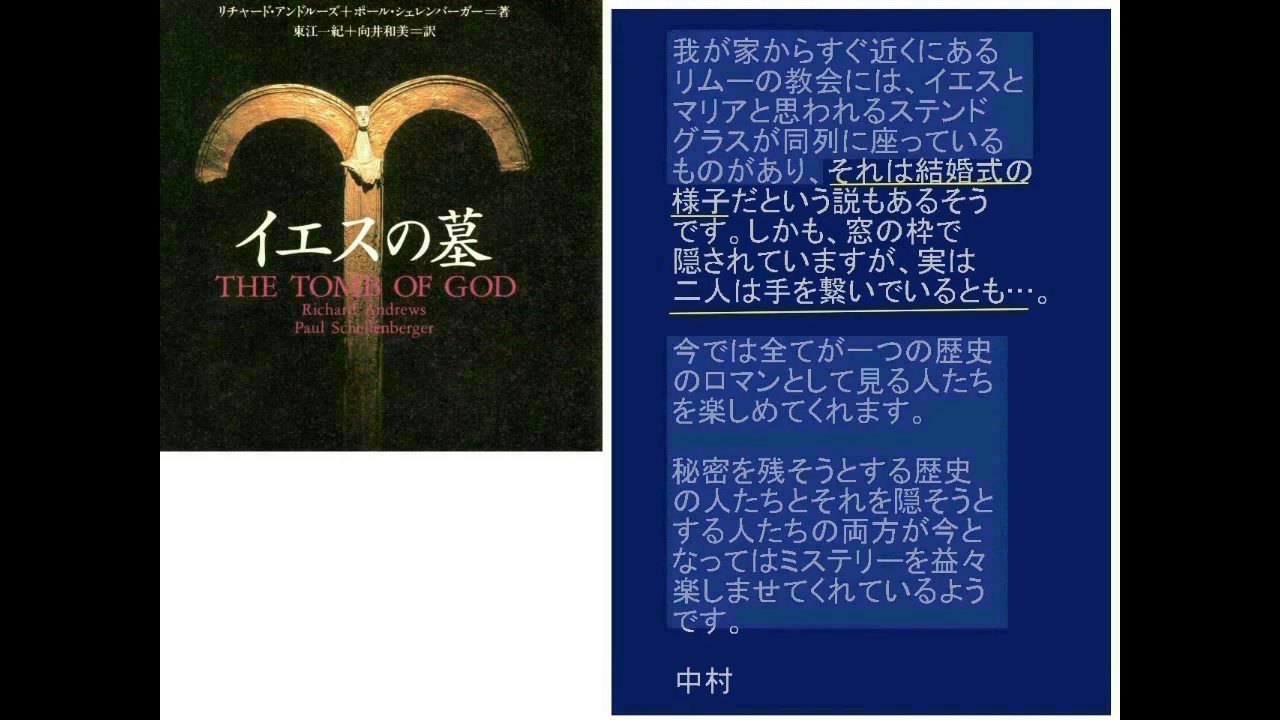 リチャード・アンドルーズ＋ポール・シェレンバーガー＝著
東江一紀＋向井和美＝訳
イエスの墓
THE TOMB OF GOD
Richard Andrews
Paul Schellenberger
我が家からすぐ近くにある
リムーの教会には、イエスと
マリアと思われるステンド
グラスが同列に座っている
ものがあり、それは結婚式の
様子だという説もあるそう
です。しかも、窓の枠で
隠されていますが、実は
二人は手を繋いでいるとも…。
今では全てが一つの歴史
のロマンとして見る人たち
を楽しめてくれます。
秘密を残そうとする歴史
の人たちとそれを隠そうと
する人たちの両方が今と
なってはミステリーを益々
楽しませてくれているよう
です。
中村